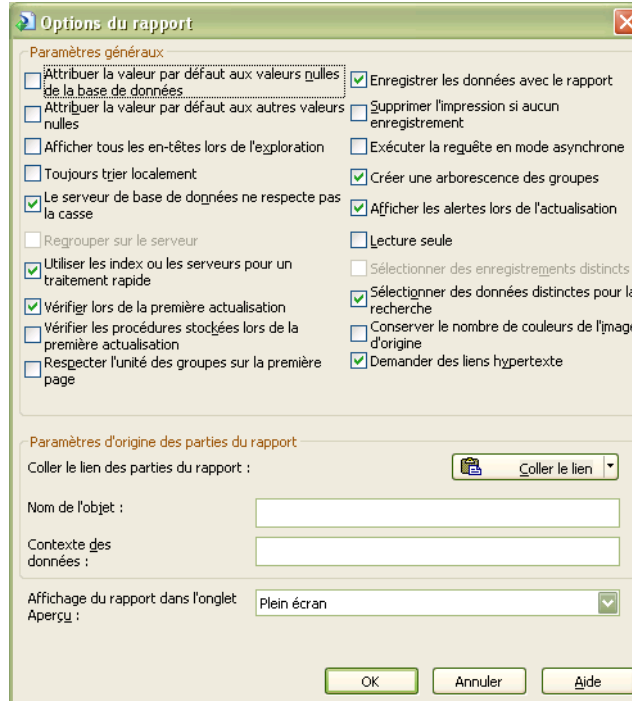 Options du rapport
Paramètres généraux
Attribuer la valeur par défaut aux valeurs nulles
de la base de données
Attribuer la valeur par défaut aux autres valeurs
nulles
Afficher tous les en-têtes lors de l'exploration
Toujours trier localement
Le serveur de base de données ne respecte pas
la casse
Regrouper sur le serveur
Utiliser les index ou les serveurs pour un
traitement rapide
Vérifier lors de la première actualisation
Vérifier les procédures stockées lors de la
première actualisation
Respecter l'unité des groupes sur la première
page
Enregistrer les données avec le rapport
Supprimer l'impression si aucun
enregistrement
Exécuter la requête en mode asynchrone
Créer une arborescence des groupes
Afficher les alertes lors de l'actualisation
Lecture seule
Sélectionner des enregistrements distincts
Sélectionner des données distinctes pour la
recherche
Conserver le nombre de couleurs de l'image
d'origine
Demander des liens hypertexte
Paramètres d'origine des parties du rapport
Coller le lien des parties du rapport :
Coller le lien
Nom de l'objet :
Contexte des
données :
Affichage du rapport dans l'onglet
Aperçu :
Plein écran
OK
Annuler
Aide